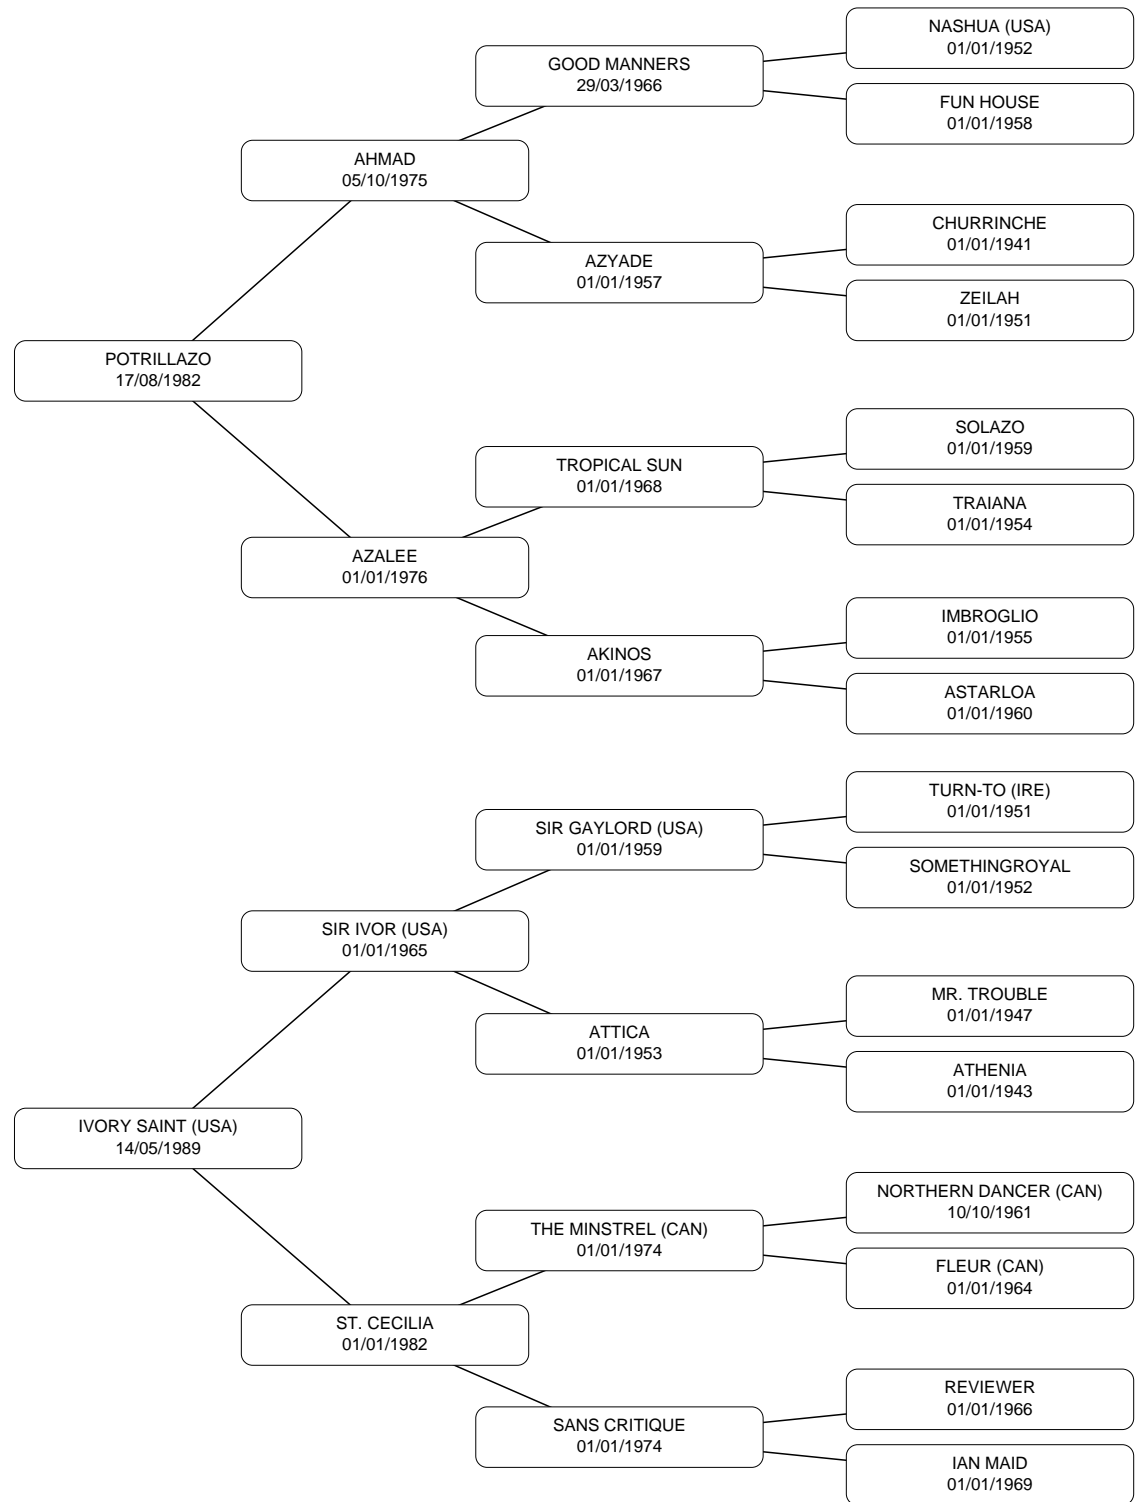 NASHUA (USA)
01/01/1952
GOOD MANNERS
29/03/1966
FUN HOUSE
01/01/1958
AHMAD
05/10/1975
CHURRINCHE
01/01/1941
AZYADE
01/01/1957
ZEILAH
01/01/1951
POTRILLAZO
17/08/1982
SOLAZO
01/01/1959
TROPICAL SUN
01/01/1968
TRAIANA
01/01/1954
AZALEE
01/01/1976
IMBROGLIO
01/01/1955
AKINOS
01/01/1967
ASTARLOA
01/01/1960
TURN-TO (IRE)
01/01/1951
SIR GAYLORD (USA)
01/01/1959
SOMETHINGROYAL
01/01/1952
SIR IVOR (USA)
01/01/1965
MR. TROUBLE
01/01/1947
ATTICA
01/01/1953
ATHENIA
01/01/1943
IVORY SAINT (USA)
14/05/1989
NORTHERN DANCER (CAN)
10/10/1961
THE MINSTREL (CAN)
01/01/1974
FLEUR (CAN)
01/01/1964
ST. CECILIA
01/01/1982
REVIEWER
01/01/1966
SANS CRITIQUE
01/01/1974
IAN MAID
01/01/1969